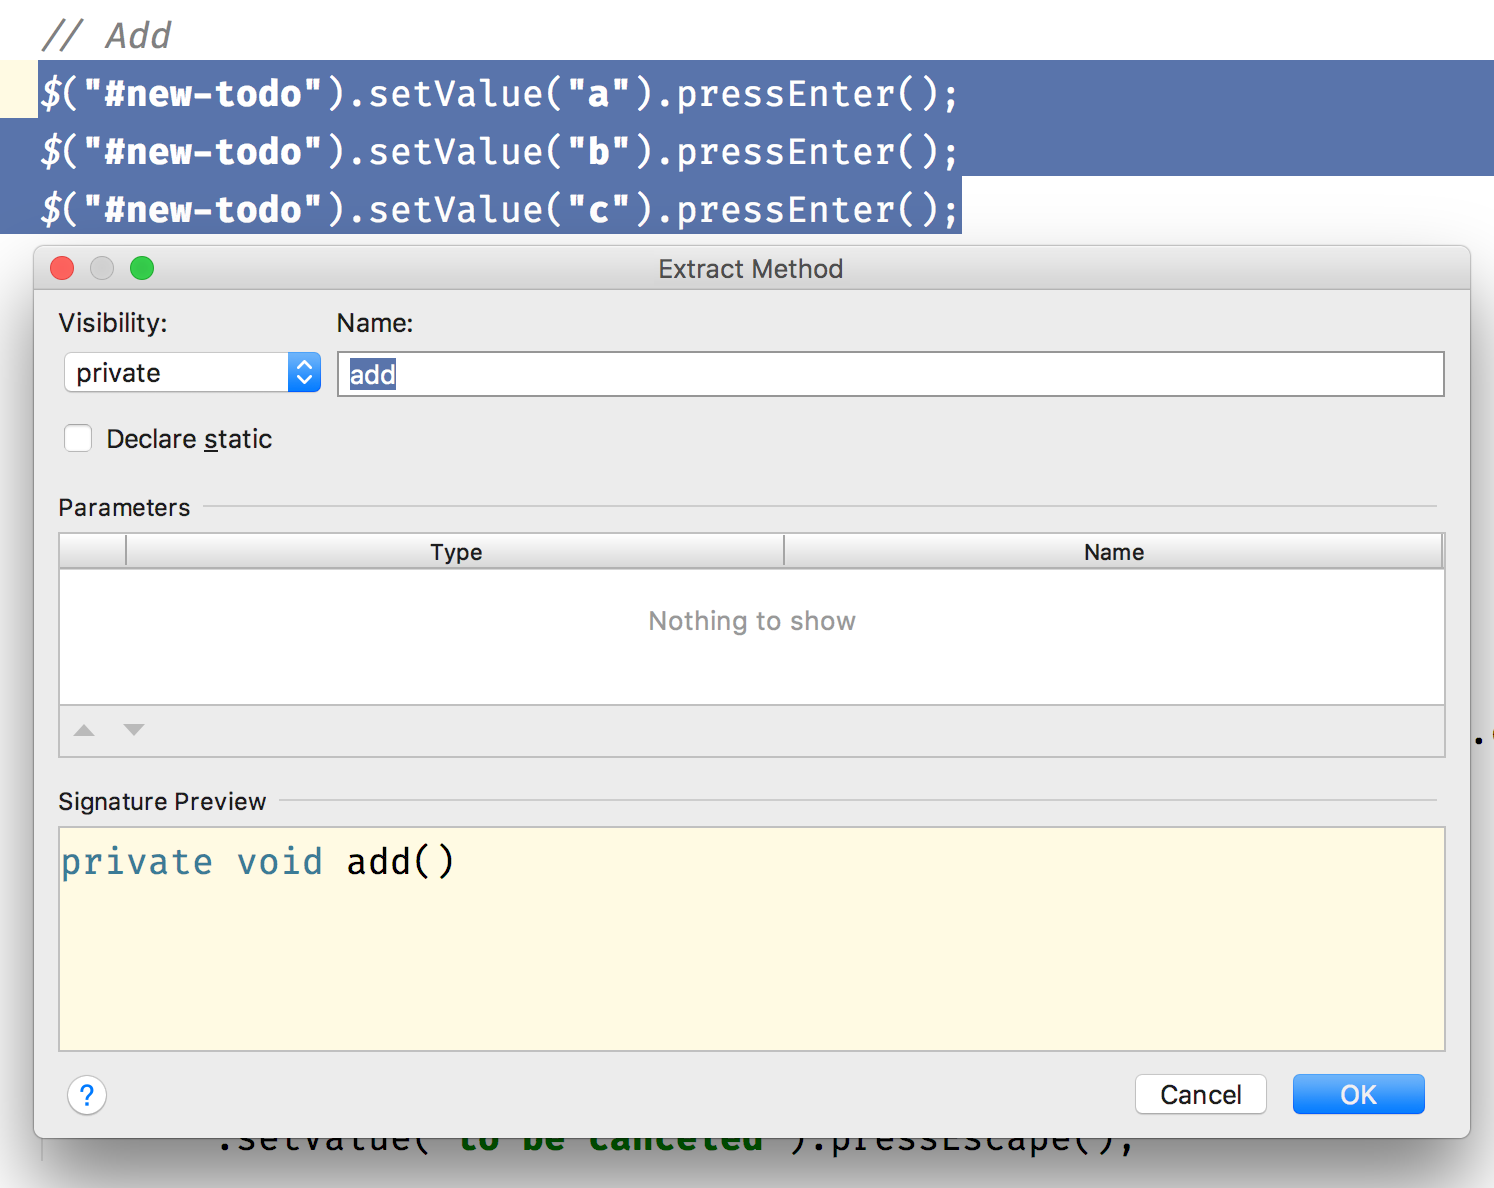 // Add
$("#new-todo").setValue("a").pressEnter();
$("#new-todo").setValue("b").pressEnter();
$("#new-todo").setValue("c").pressEnter();
Extract Method
Visibility: Name:
private add
Declare static
Parameters
Type Name
Nothing to show
Signature Preview
private void add()
? Cancel OK
.setValue("to be canceled").pressEscape();